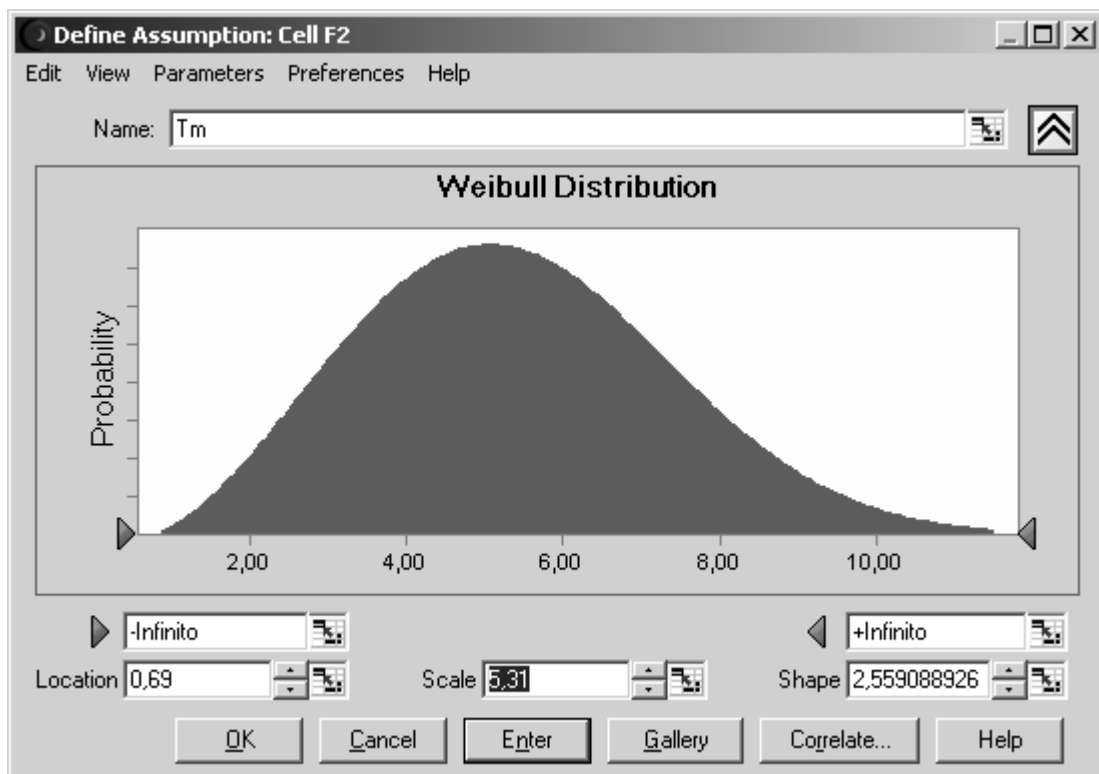 Define Assumption: Cell F2
Edit View Parameters Preferences Help
Name: Tm
Weibull Distribution
Probability
2,00 4,00 6,00 8,00 10,00
-Infinito +Infinito
Location 0,69 Scale 5,31 Shape 2,559088926
OK Cancel Enter Gallery Correlate... Help